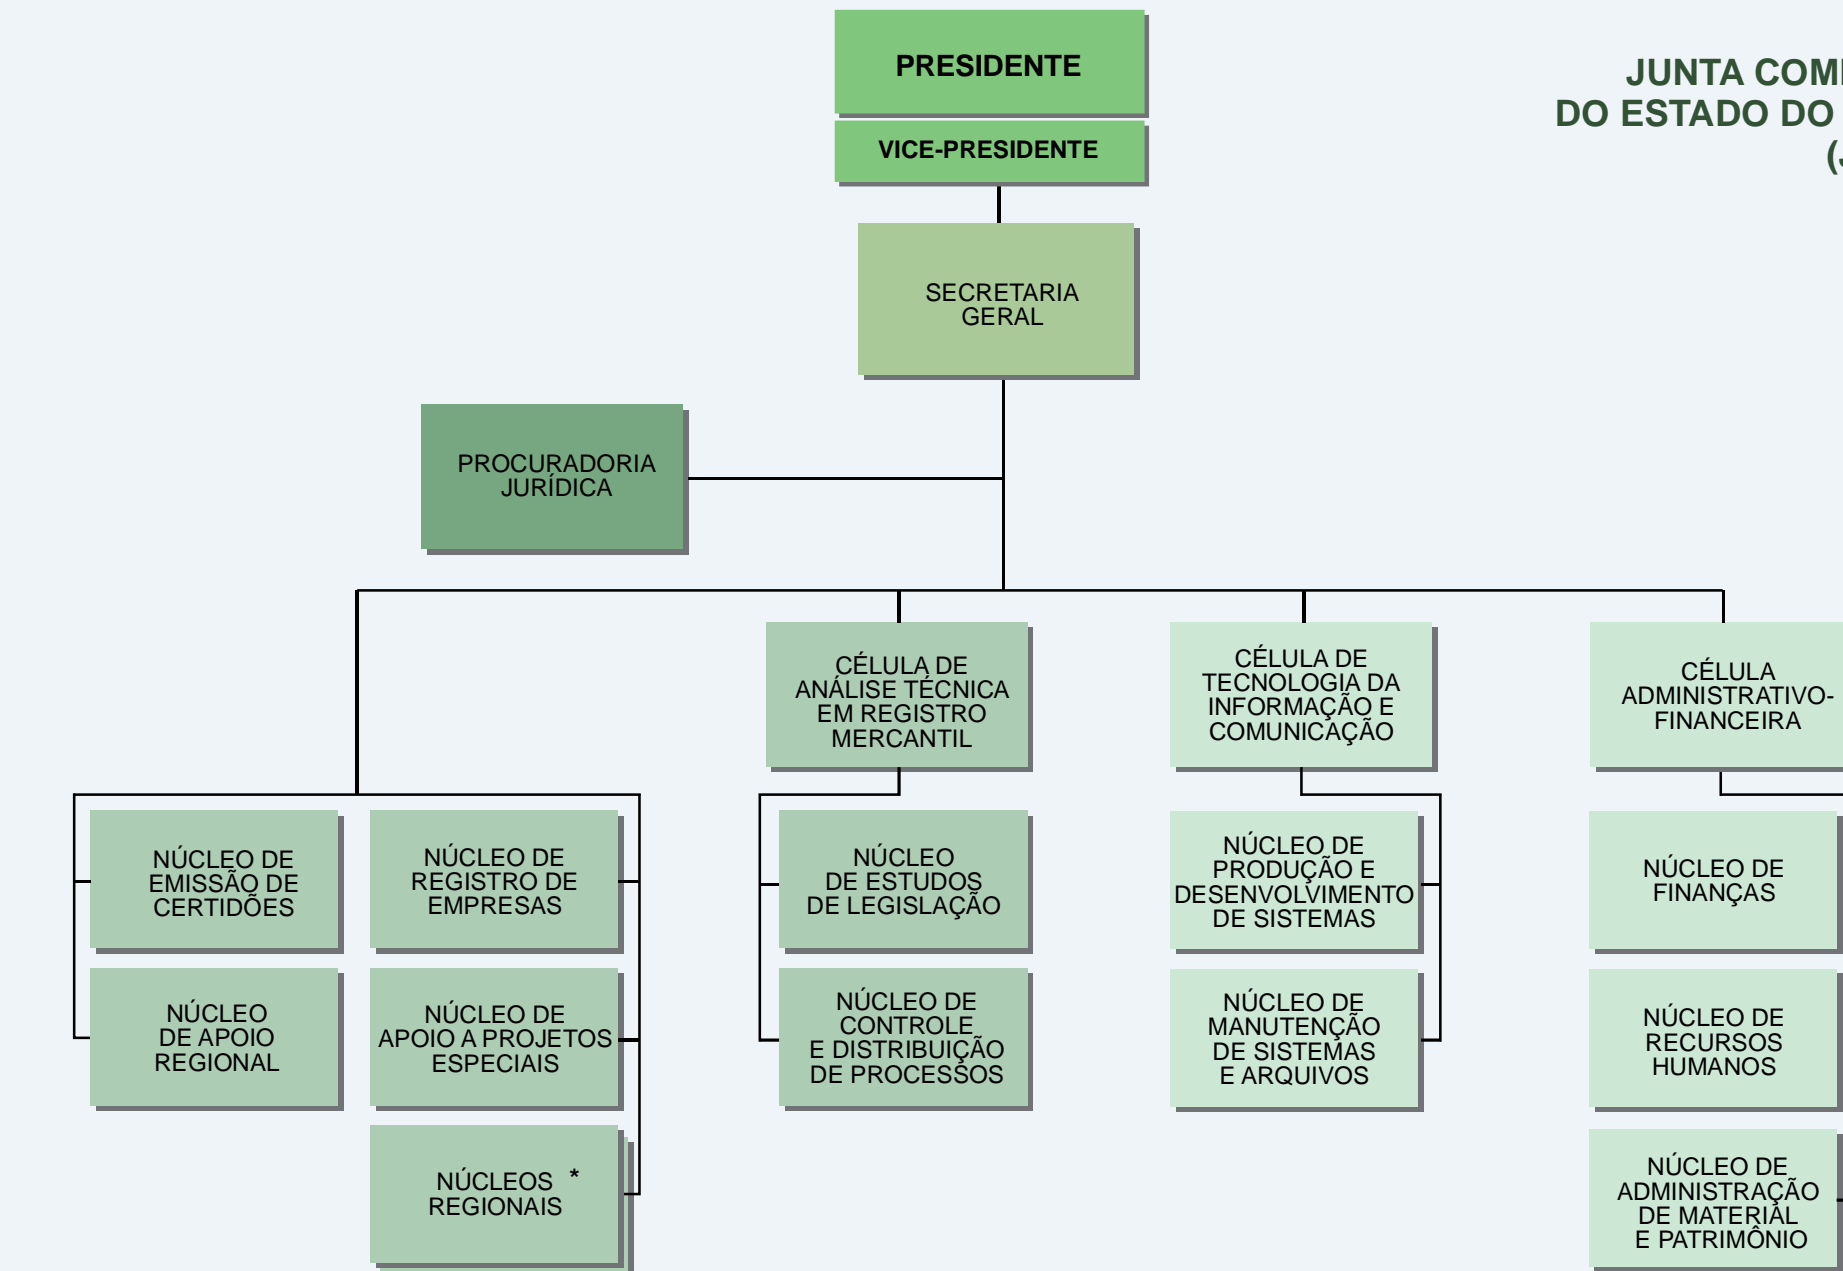 PRESIDENTE
VICE-PRESIDENTE
JUNTA COM
DO ESTADO DO
(J
SECRETARIA
GERAL
PROCURADORIA
JURÍDICA
CÉLULA DE
ANÁLISE TÉCNICA
EM REGISTRO
MERCANTIL
CÉLULA DE
TECNOLOGIA DA
INFORMAÇÃO E
COMUNICAÇÃO
CÉLULA
ADMINISTRATIVO-
FINANCEIRA
NÚCLEO DE
EMISSÃO DE
CERTIDÕES
NÚCLEO DE
REGISTRO DE
EMPRESAS
NÚCLEO
DE ESTUDOS
DE LEGISLAÇÃO
NÚCLEO DE
PRODUÇÃO E
DESENVOLVIMENTO
DE SISTEMAS
NÚCLEO DE
FINANÇAS
NÚCLEO
DE APOIO
REGIONAL
NÚCLEO DE
APOIO A PROJETOS
ESPECIAIS
NÚCLEO DE
CONTROLE
E DISTRIBUIÇÃO
DE PROCESSOS
NÚCLEO DE
MANUTENÇÃO
DE SISTEMAS
E ARQUIVOS
NÚCLEO DE
RECURSOS
HUMANOS
NÚCLEOS *
REGIONAIS
NÚCLEO DE
ADMINISTRAÇÃO
DE MATERIAL
E PATRIMÔNIO